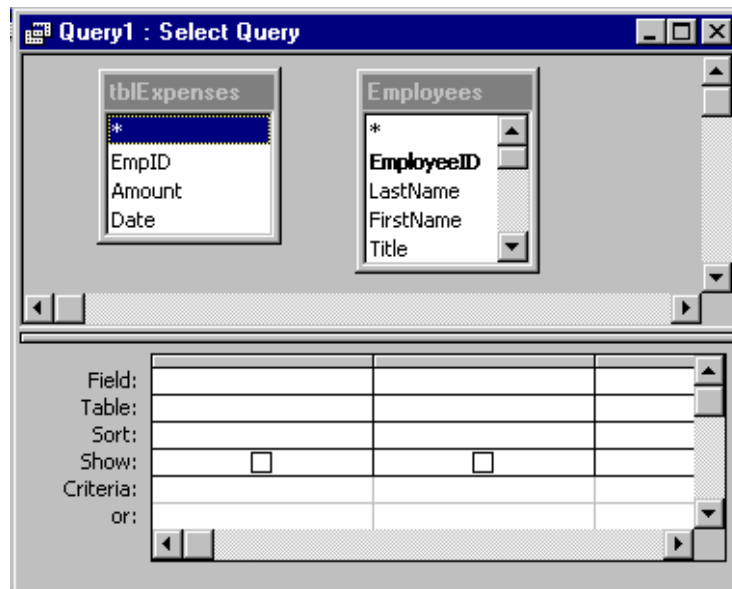 Query1 : Select Query
tblExpenses
*
EmpID
Amount
Date
Employees
*
EmployeeID
LastName
FirstName
Title
Field:
Table:
Sort:
Show:
Criteria:
or: